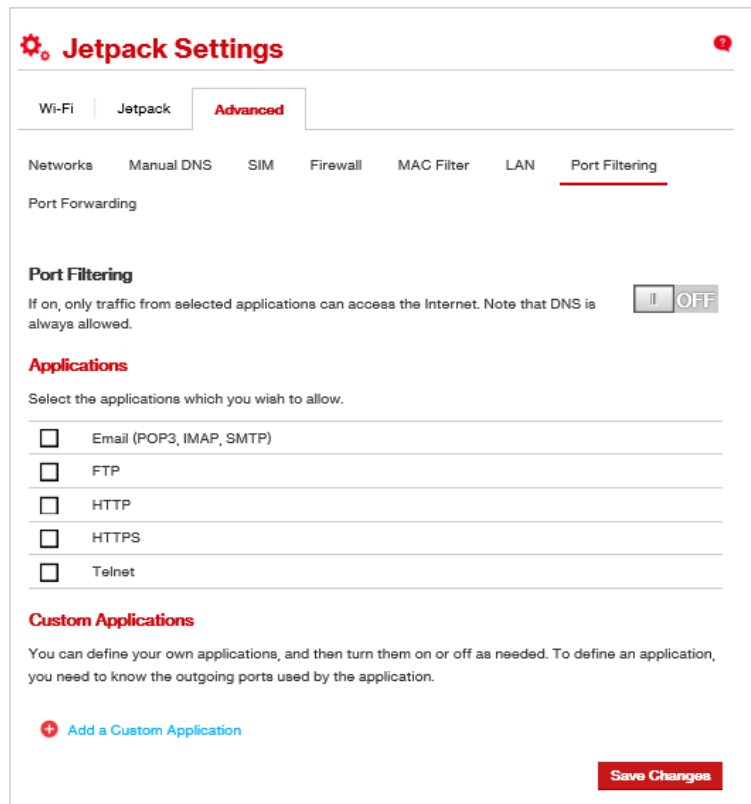 Jetpack Settings
?
Wi-Fi Jetpack Advanced
Networks Manual DNS SIM Firewall MAC Filter LAN Port Filtering
Port Forwarding
Port Filtering
If on, only traffic from selected applications can access the Internet. Note that DNS is
always allowed.
OFF
Applications
Select the applications which you wish to allow.
Email (POP3, IMAP, SMTP)
FTP
HTTP
HTTPS
Telnet
Custom Applications
You can define your own applications, and then turn them on or off as needed. To define an application,
you need to know the outgoing ports used by the application.
Add a Custom Application
Save Changes